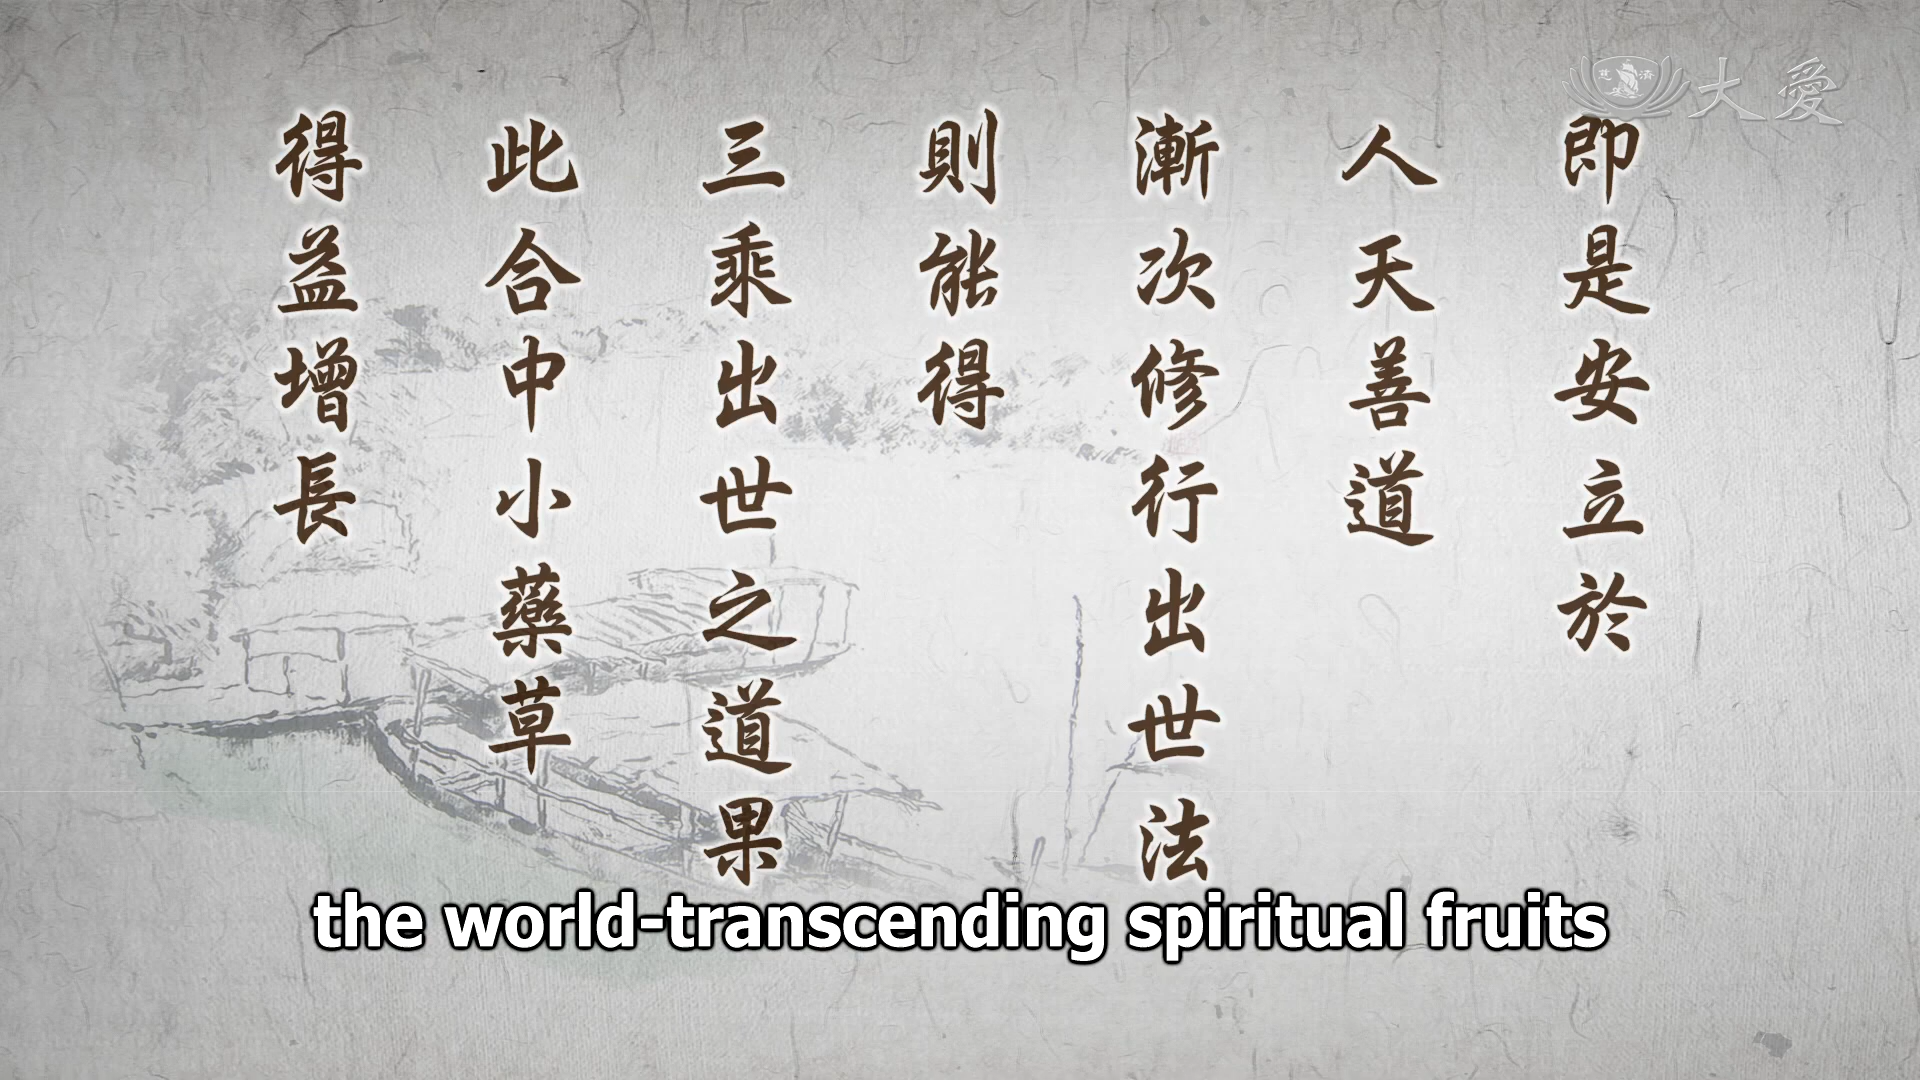 大愛
慈濟
即是安立於
人天善道
漸次修行出世法
則能得
三乘出世之道果
此合中小藥草
得益增長
the world-transcending spiritual fruits